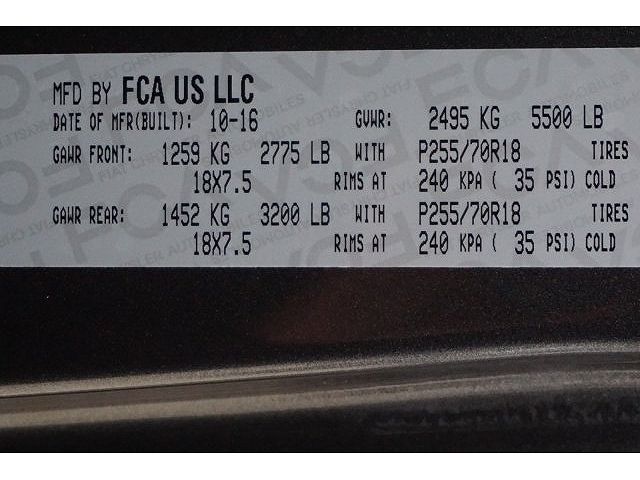 MFD BY FCA US LLC
DATE OF MFR(BUILT): 10-16 GVWR: 2495 KG 5500 LB
GAWR FRONT: 1259 KG 2775 LB WITH P255/70R18 TIRES
18X7.5 RIMS AT 240 KPA ( 35 PSI) COLD
GAWR REAR: 1452 KG 3200 LB WITH P255/70R18 TIRES
18X7.5 RIMS AT 240 KPA ( 35 PSI) COLD